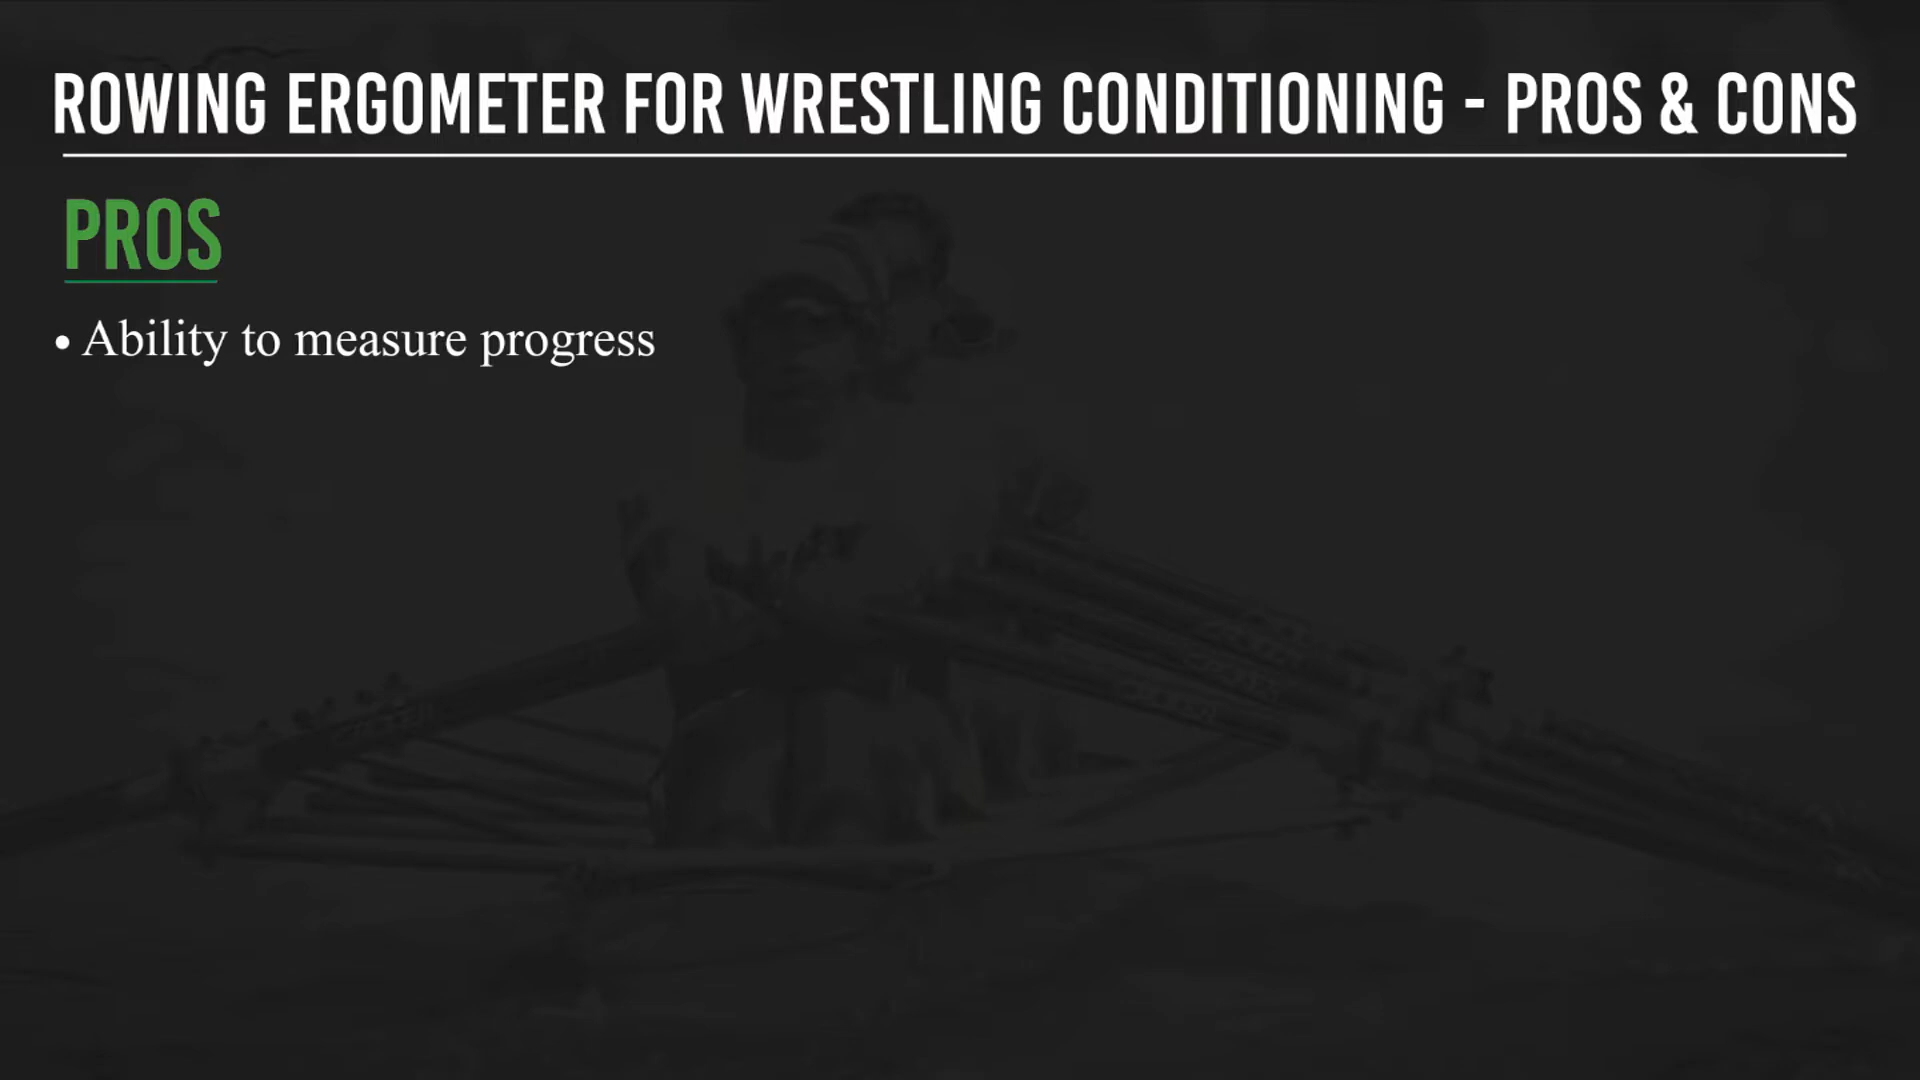 ROWING ERGOMETER FOR WRESTLING CONDITIONING - PROS & CONS
PROS
• Ability to measure progress